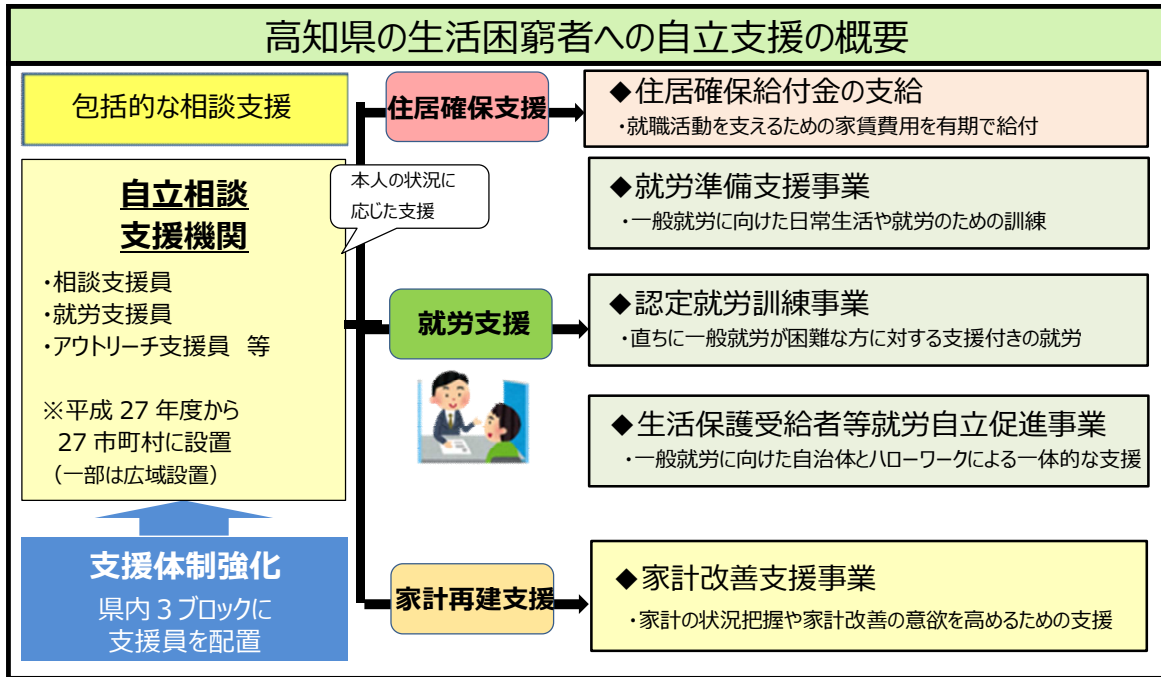 高知県の生活困窮者への自立支援の概要
包括的な相談支援
自立相談
支援機関
・相談支援員
・就労支援員
・アウトリーチ支援員 等
※平成 27 年度から
27 市町村に設置
（一部は広域設置）
支援体制強化
県内 3 ブロックに
支援員を配置
本人の状況に
応じた支援
住居確保支援
◆住居確保給付金の支給
・就職活動を支えるための家賃費用を有期で給付
就労支援
◆就労準備支援事業
・一般就労に向けた日常生活や就労のための訓練
◆認定就労訓練事業
・直ちに一般就労が困難な方に対する支援付きの就労
◆生活保護受給者等就労自立促進事業
・一般就労に向けた自治体とハローワークによる一体的な支援
家計再建支援
◆家計改善支援事業
・家計の状況把握や家計改善の意欲を高めるための支援